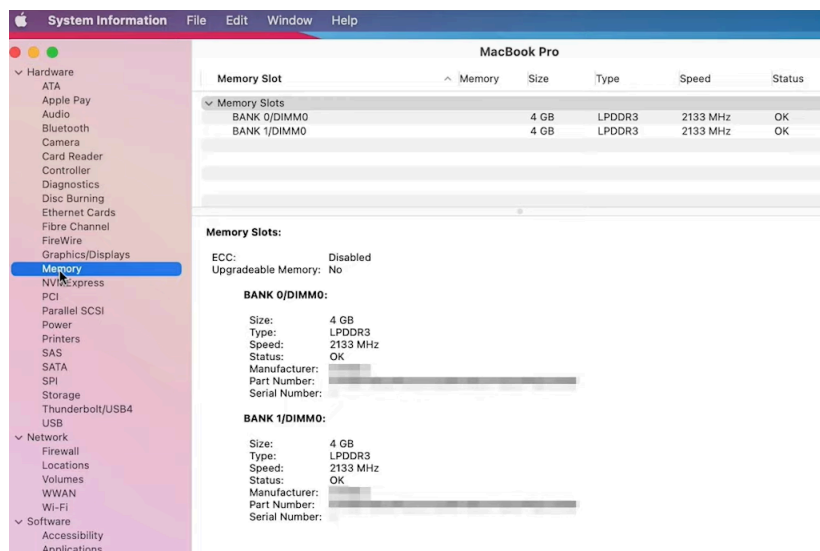 System Information File Edit Window Help
MacBook Pro
Hardware
ATA
Apple Pay
Audio
Bluetooth
Camera
Card Reader
Controller
Diagnostics
Disc Burning
Ethernet Cards
Fibre Channel
FireWire
Graphics/Displays
Memory
NVMExpress
PCI
Parallel SCSI
Power
Printers
SAS
SATA
SPI
Storage
Thunderbolt/USB4
USB
Network
Firewall
Locations
Volumes
WWAN
Wi-Fi
Software
Accessibility
Applications
Memory Slot Memory Size Type Speed Status
Memory Slots
BANK 0/DIMM0 4 GB LPDDR3 2133 MHz OK
BANK 1/DIMM0 4 GB LPDDR3 2133 MHz OK
Memory Slots:
ECC: Disabled
Upgradeable Memory: No
BANK 0/DIMM0:
Size: 4 GB
Type: LPDDR3
Speed: 2133 MHz
Status: OK
Manufacturer:
Part Number:
Serial Number:
BANK 1/DIMM0:
Size: 4 GB
Type: LPDDR3
Speed: 2133 MHz
Status: OK
Manufacturer:
Part Number:
Serial Number: